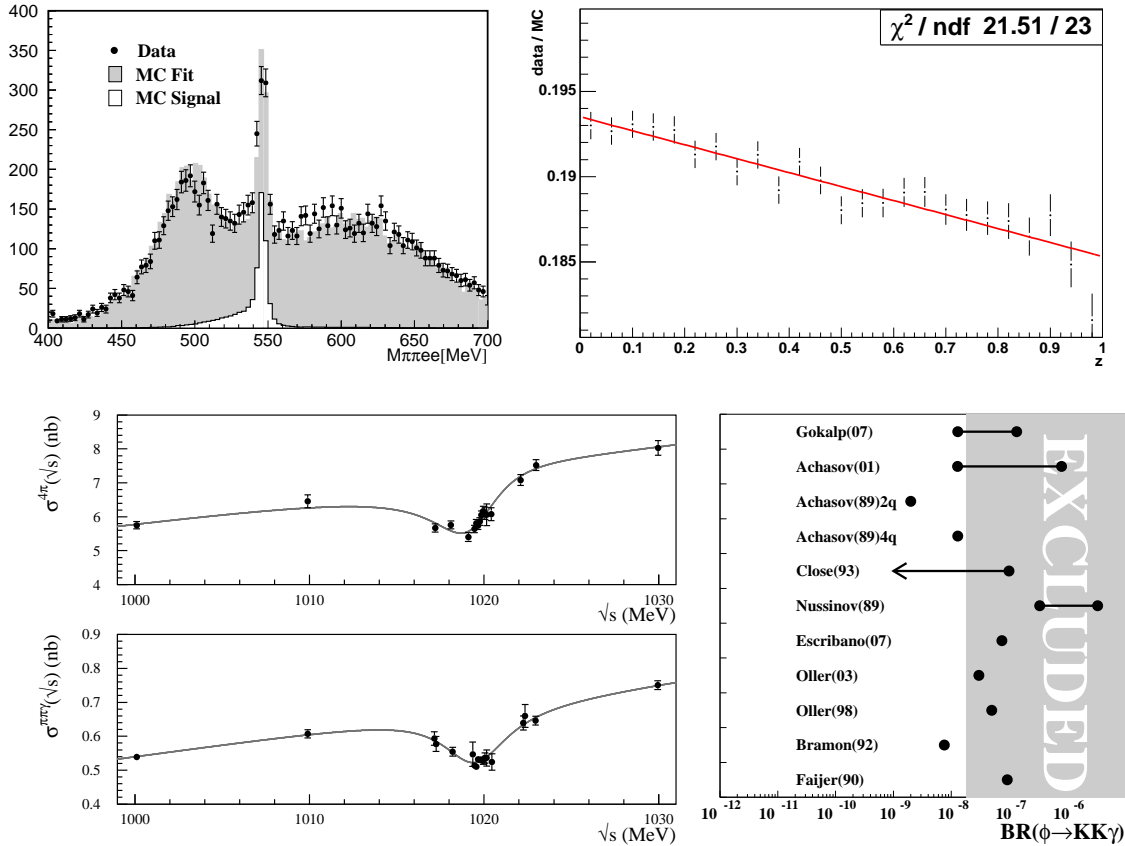 400
350
300
250
200
150
100
50
0
Data
MC Fit
MC Signal
400 450 500 550 600 650 700
Mππee[MeV]
data / MC
χ² / ndf 21.51 / 23
0.195
0.19
0.185
0 0.1 0.2 0.3 0.4 0.5 0.6 0.7 0.8 0.9 1
z
σ⁴π(√s) (nb)
9
8
7
6
5
4
1000 1010 1020 1030
√s (MeV)
σππγ(√s) (nb)
0.9
0.8
0.7
0.6
0.5
0.4
1000 1010 1020 1030
√s (MeV)
Gokalp(07)
Achasov(01)
Achasov(89)2q
Achasov(89)4q
Close(93)
Nussinov(89)
Escribano(07)
Oller(03)
Oller(98)
Bramon(92)
Faijer(90)
EXCLUDED
10⁻¹² 10⁻¹¹ 10⁻¹⁰ 10⁻⁹ 10⁻⁸ 10⁻⁷ 10⁻⁶
BR(ϕ→KKγ)